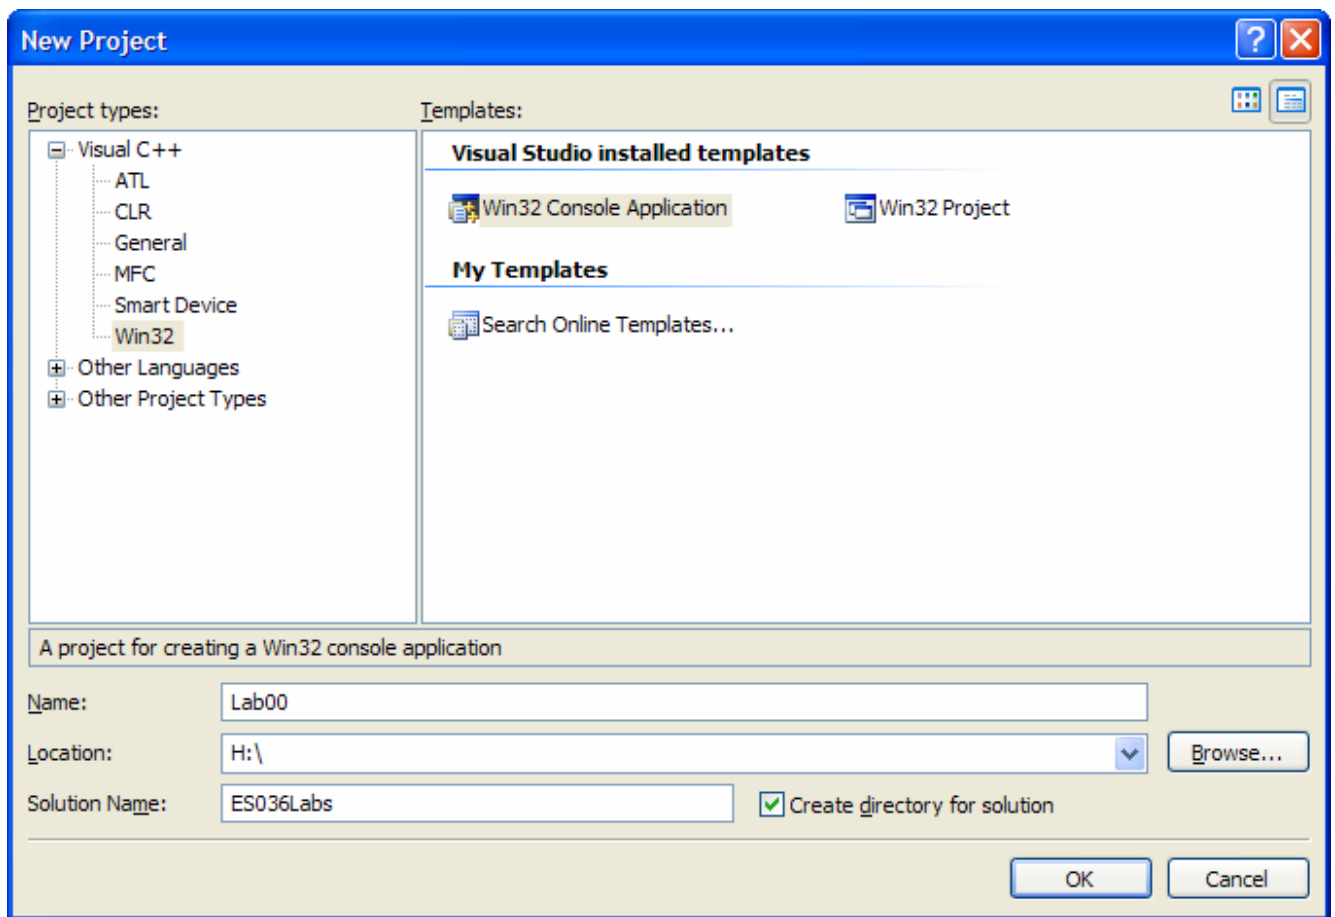 New Project
Project types:
Templates:
Visual C++
ATL
CLR
General
MFC
Smart Device
Win32
Other Languages
Other Project Types
Visual Studio installed templates
Win32 Console Application
Win32 Project
My Templates
Search Online Templates...
A project for creating a Win32 console application
Name:
Lab00
Location:
H:\
Browse...
Solution Name:
ES036Labs
Create directory for solution
OK
Cancel